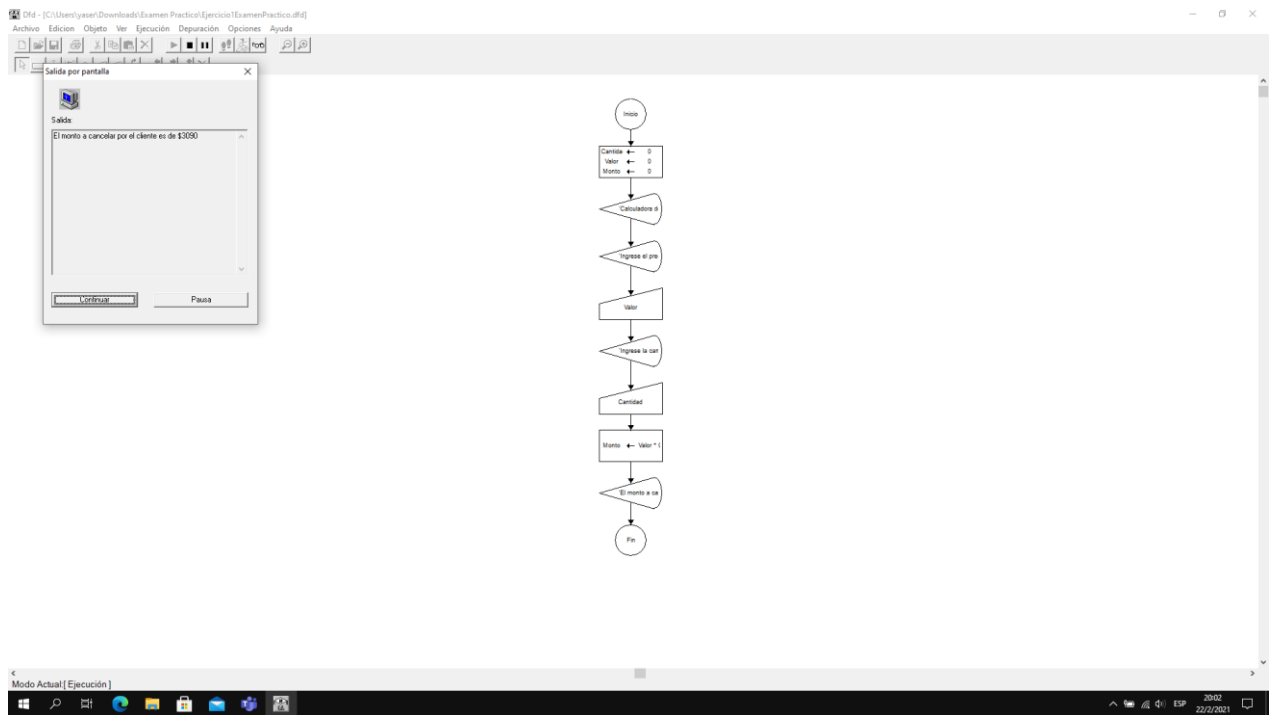 Dfd - [C:\Users\yaser\Downloads\Examen Practico\Ejercicio1ExamenPractico.dfd]
Archivo Edicion Objeto Ver Ejecución Depuración Opciones Ayuda
Salida por pantalla
Salida:
El monto a cancelar por el cliente es de $3090
Continuar Pausa
Inicio
Cantida ← 0
Valor ← 0
Monto ← 0
'Calculadora d
'Ingrese el pre
Valor
'Ingrese la can
Cantidad
Monto ← Valor * (
'El monto a ca
Fin
Modo Actual:[ Ejecución ]
ESP
20:02
22/2/2021